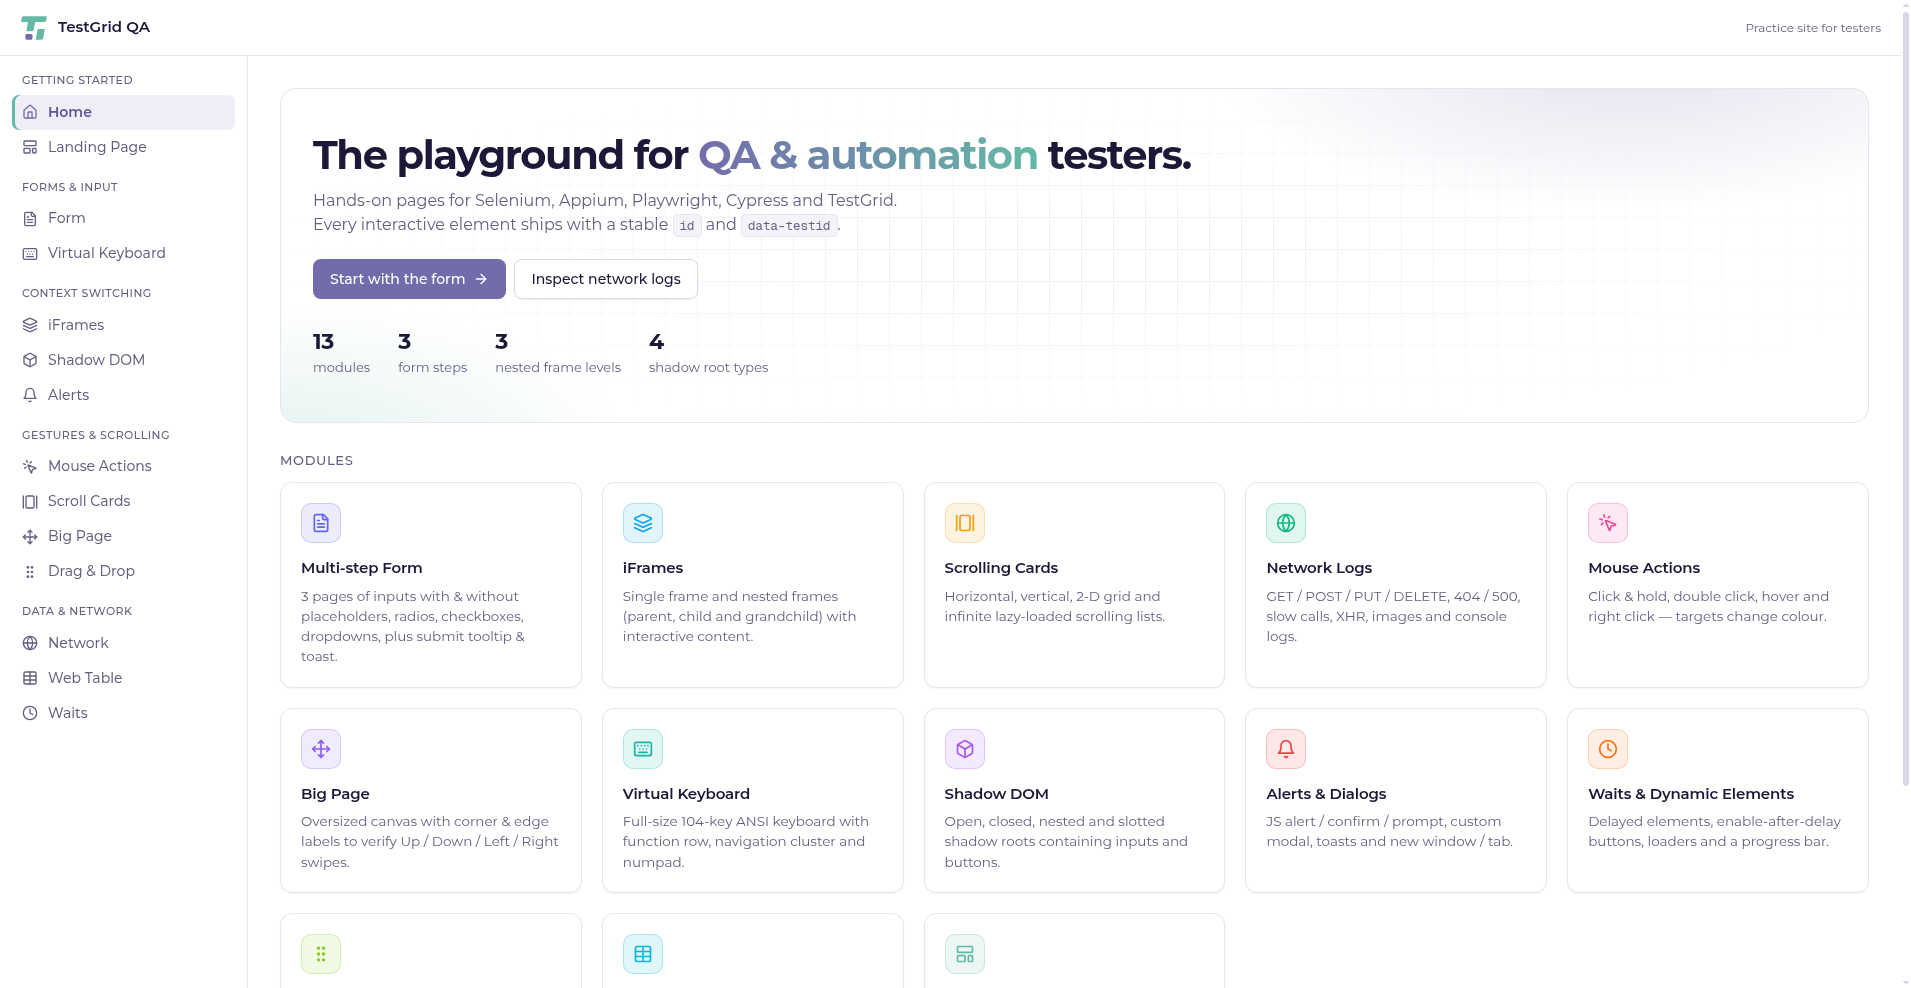 TestGrid QA
Practice site for testers
GETTING STARTED
Home
Landing Page
FORMS & INPUT
Form
Virtual Keyboard
CONTEXT SWITCHING
iFrames
Shadow DOM
Alerts
GESTURES & SCROLLING
Mouse Actions
Scroll Cards
Big Page
Drag & Drop
DATA & NETWORK
Network
Web Table
Waits
The playground for QA & automation testers.
Hands-on pages for Selenium, Appium, Playwright, Cypress and TestGrid.
Every interactive element ships with a stable id and data-testid.
Start with the form
Inspect network logs
13
modules
3
form steps
3
nested frame levels
4
shadow root types
MODULES
Multi-step Form
3 pages of inputs with & without
placeholders, radios, checkboxes,
dropdowns, plus submit tooltip &
toast.
iFrames
Single frame and nested frames
(parent, child and grandchild) with
interactive content.
Scrolling Cards
Horizontal, vertical, 2-D grid and
infinite lazy-loaded scrolling lists.
Network Logs
GET / POST / PUT / DELETE, 404 / 500,
slow calls, XHR, images and console
logs.
Mouse Actions
Click & hold, double click, hover and
right click — targets change colour.
Big Page
Oversized canvas with corner & edge
labels to verify Up / Down / Left / Right
swipes.
Virtual Keyboard
Full-size 104-key ANSI keyboard with
function row, navigation cluster and
numpad.
Shadow DOM
Open, closed, nested and slotted
shadow roots containing inputs and
buttons.
Alerts & Dialogs
JS alert / confirm / prompt, custom
modal, toasts and new window / tab.
Waits & Dynamic Elements
Delayed elements, enable-after-delay
buttons, loaders and a progress bar.